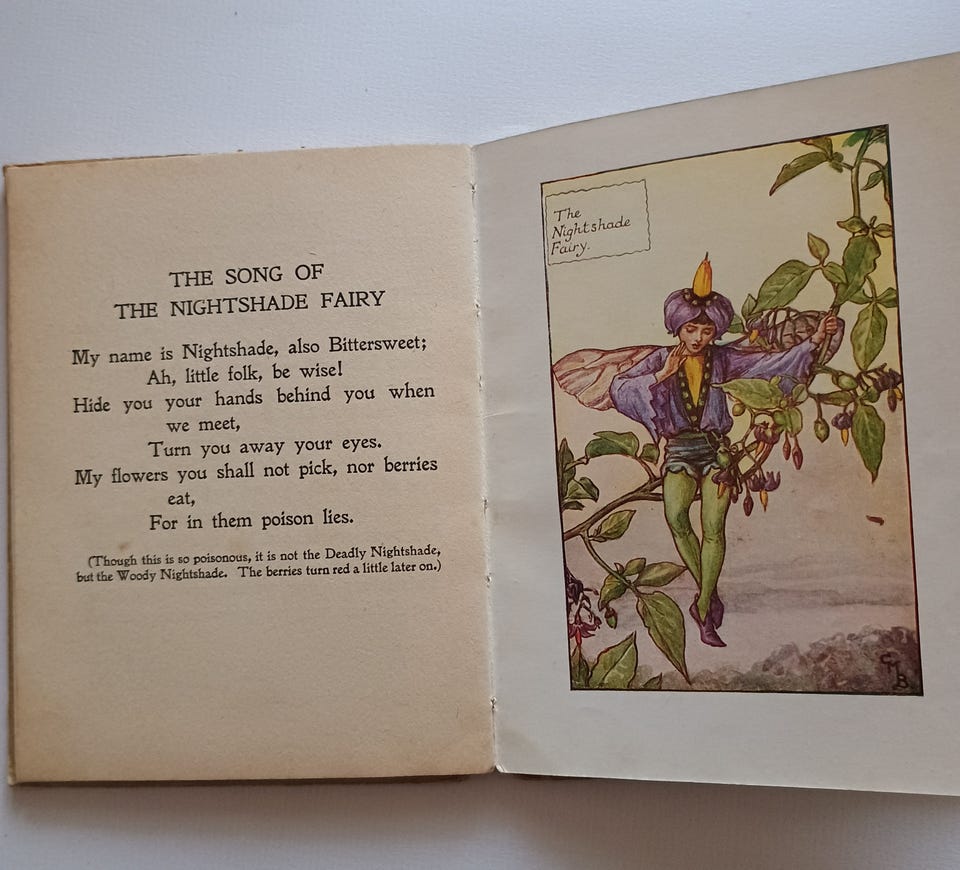 THE SONG OF
THE NIGHTSHADE FAIRY
My name is Nightshade, also Bittersweet;
Ah, little folk, be wise!
Hide you your hands behind you when
we meet,
Turn you away your eyes.
My flowers you shall not pick, nor berries
eat,
For in them poison lies.
(Though this is so poisonous, it is not the Deadly Nightshade,
but the Woody Nightshade. The berries turn red a little later on.)
The
Nightshade
Fairy.
CMB